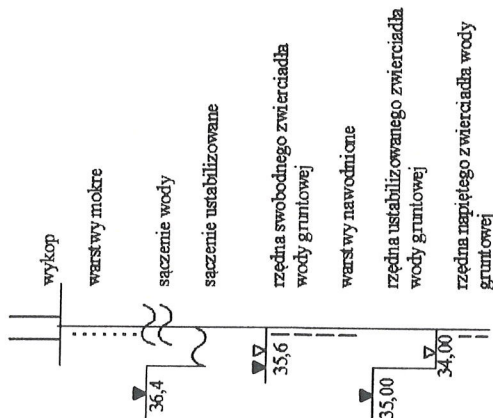 wykop
warstwy mokre
sączenie wody
36,4
sączenie ustabilizowane
rzędna swobodnego zwierciadła
wody gruntowej
35,6
warstwy nawodnione
rzędna ustabilizowanego zwierciadła
wody gruntowej
35,00
34,00
rzędna napiętego zwierciadła wody
gruntowej